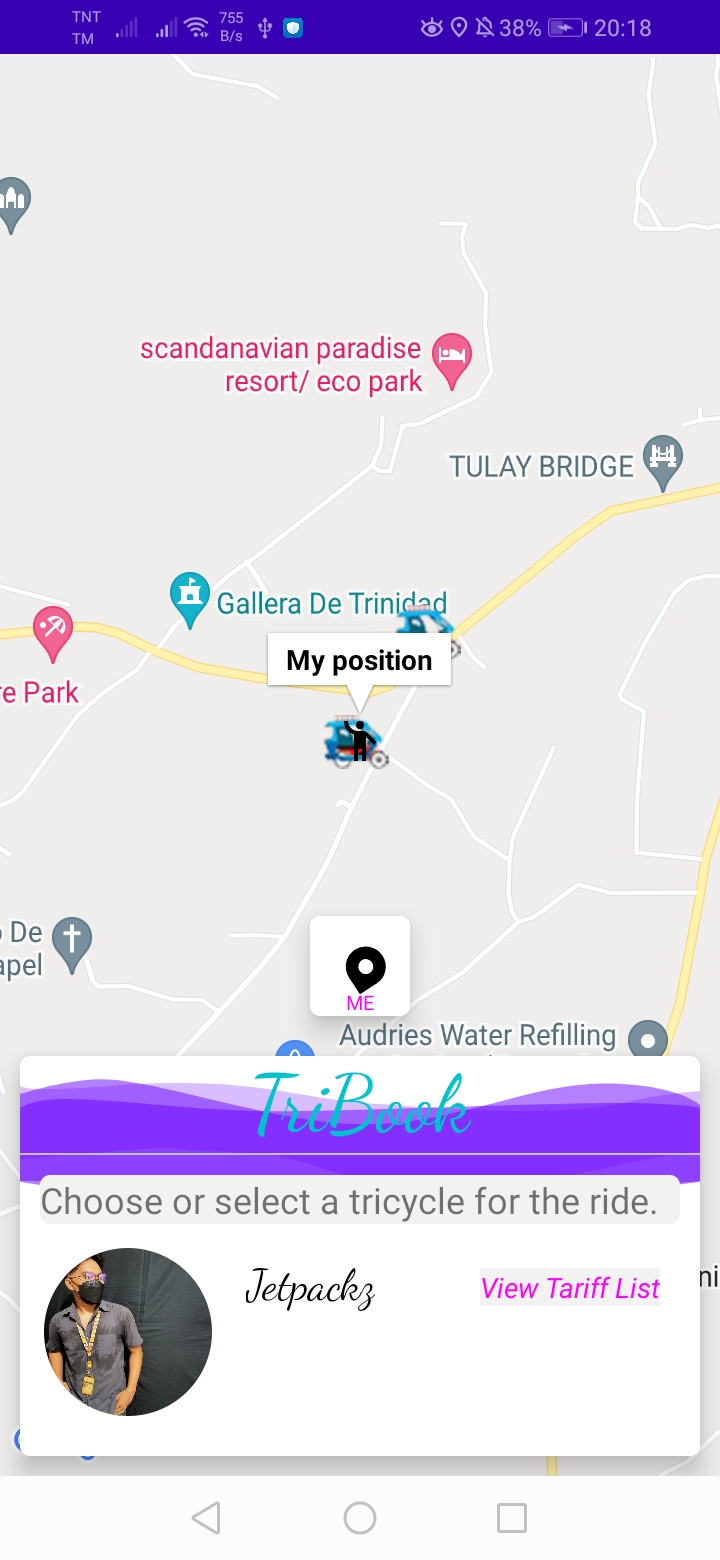 TNT
TM
755
B/s
38%
20:18
scandanavian paradise
resort/ eco park
TULAY BRIDGE
Gallera De Trinidad
My position
re Park
De
apel
ME
Audries Water Refilling
TriBook
Choose or select a tricycle for the ride.
Jetpackz
View Tariff List
ni